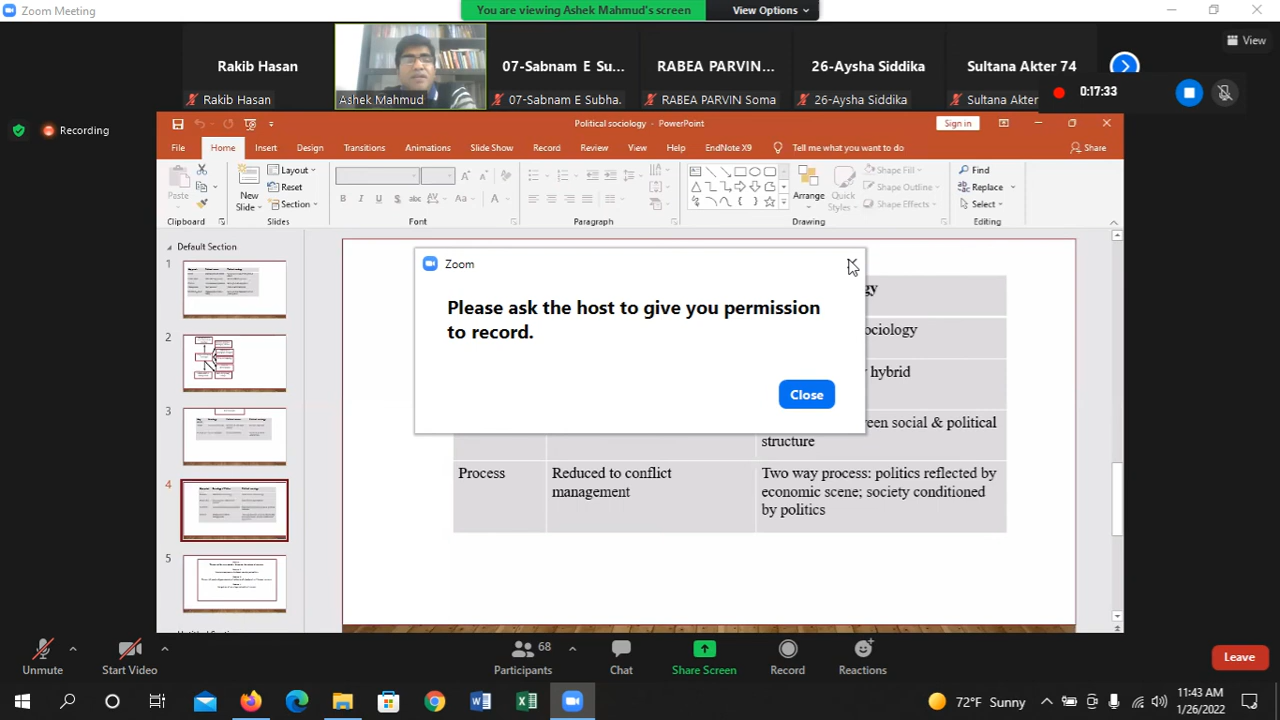 Zoom Meeting
You are viewing Ashek Mahmud's screen
View Options
View
Rakib Hasan
07-Sabnam E Su...
RABEA PARVIN...
26-Aysha Siddika
Sultana Akter 74
Rakib Hasan
Ashek Mahmud
07-Sabnam E Subha.
RABEA PARVIN Soma
26-Aysha Siddika
Sultana Akter
0:17:33
Recording
Political sociology - PowerPoint
Sign in
File
Home
Insert
Design
Transitions
Animations
Slide Show
Record
Review
View
Help
EndNote X9
Tell me what you want to do
Share
Paste
Clipboard
New
Slide
Layout
Reset
Section
Slides
Font
Paragraph
Arrange
Quick
Styles
Shape Fill
Shape Outline
Shape Effects
Drawing
Find
Replace
Select
Editing
Default Section
1
2
3
4
5
Zoom
Please ask the host to give you permission
to record.
Close
gy
ociology
hybrid
een social & political
structure
Process
Reduced to conflict
management
Two way process: politics reflected by
economic scene; society conditioned
by politics
Unmute
Start Video
Participants
68
Chat
Share Screen
Record
Reactions
Leave
72°F Sunny
11:43 AM
1/26/2022